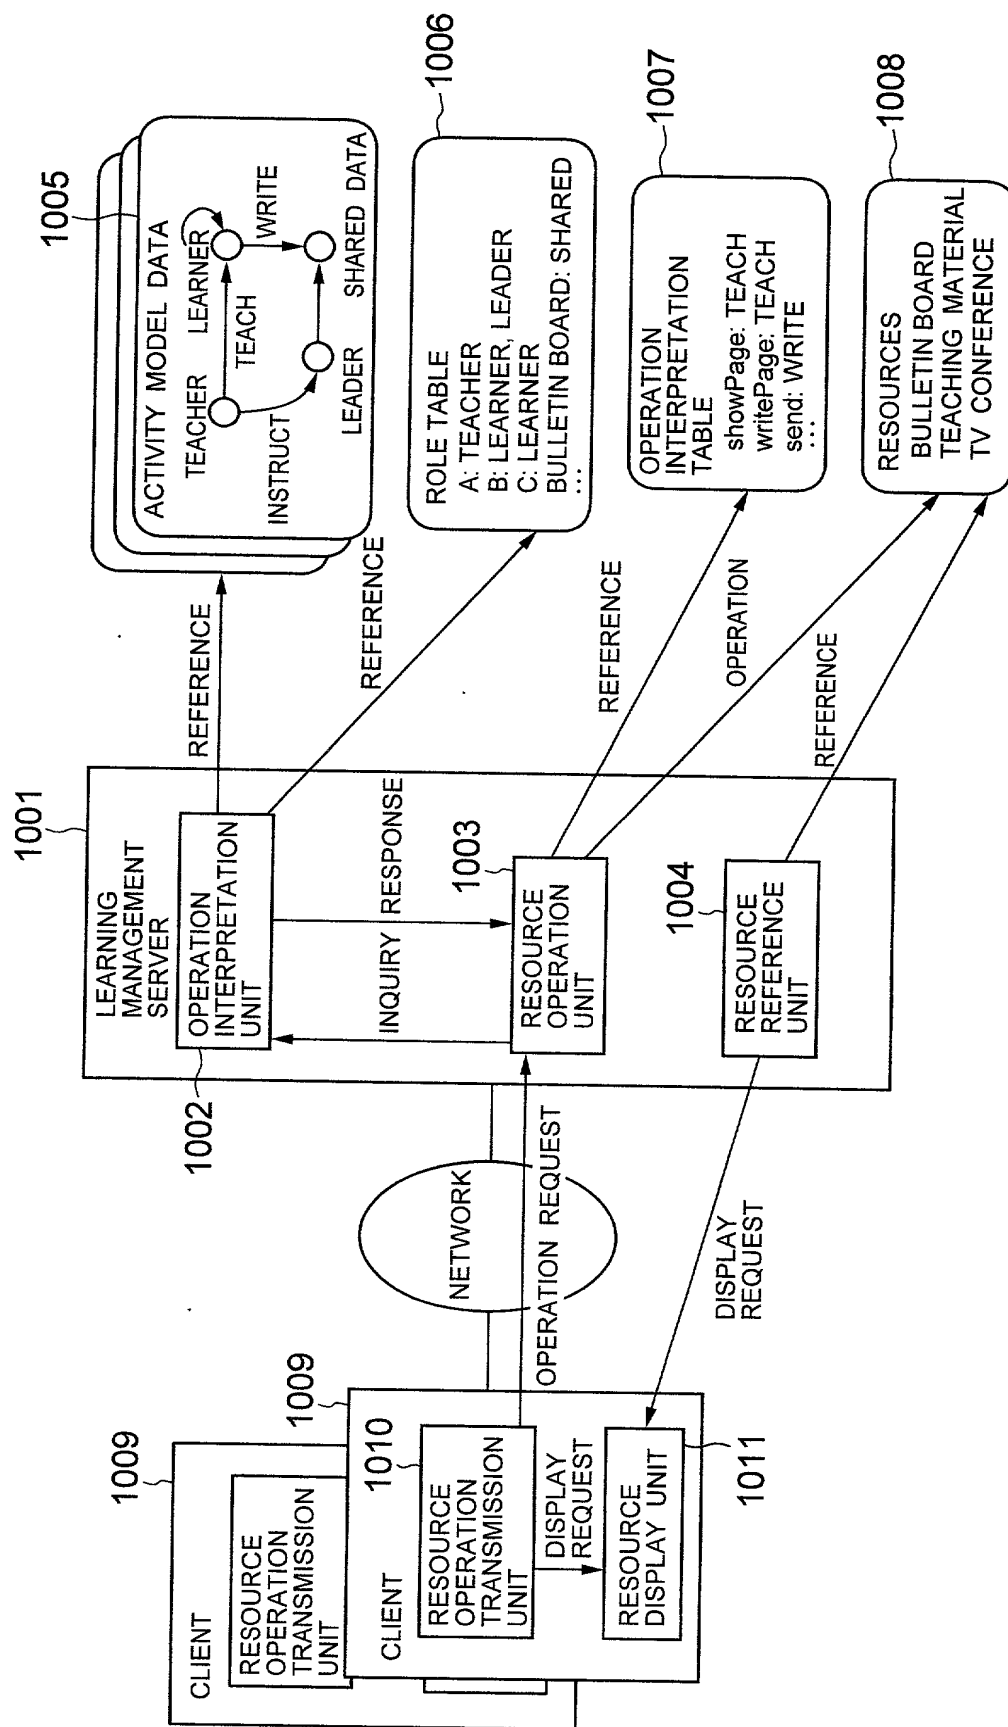 1009
CLIENT
RESOURCE
OPERATION
TRANSMISSION
UNIT
1009
CLIENT
1010
RESOURCE
OPERATION
TRANSMISSION
UNIT
DISPLAY
REQUEST
RESOURCE
DISPLAY UNIT
1011
NETWORK
OPERATION REQUEST
DISPLAY
REQUEST
1001
LEARNING
MANAGEMENT
SERVER
1002
OPERATION
INTERPRETATION
UNIT
INQUIRY
RESPONSE
1003
RESOURCE
OPERATION
UNIT
1004
RESOURCE
REFERENCE
UNIT
REFERENCE
REFERENCE
REFERENCE
OPERATION
REFERENCE
1005
ACTIVITY MODEL DATA
TEACHER
LEARNER
TEACH
WRITE
INSTRUCT
LEADER
SHARED DATA
1006
ROLE TABLE
A: TEACHER
B: LEARNER, LEADER
C: LEARNER
BULLETIN BOARD: SHARED
...
1007
OPERATION
INTERPRETATION
TABLE
showPage: TEACH
writePage: TEACH
send: WRITE
...
1008
RESOURCES
BULLETIN BOARD
TEACHING MATERIAL
TV CONFERENCE